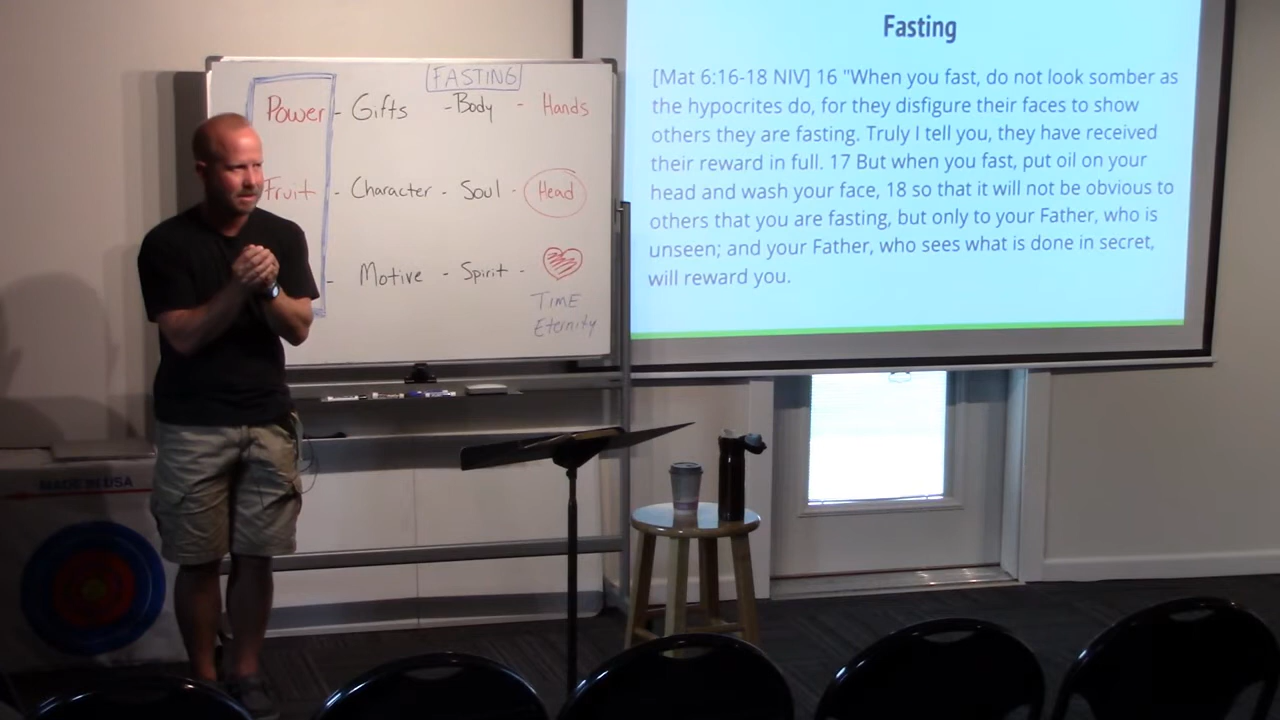 FASTING
Power - Gifts - Body - Hands
Fruit - Character - Soul - Head
- Motive - Spirit -
TIME
Eternity
Fasting
[Mat 6:16-18 NIV] 16 "When you fast, do not look somber as
the hypocrites do, for they disfigure their faces to show
others they are fasting. Truly I tell you, they have received
their reward in full. 17 But when you fast, put oil on your
head and wash your face, 18 so that it will not be obvious to
others that you are fasting, but only to your Father, who is
unseen; and your Father, who sees what is done in secret,
will reward you.
MADE IN USA